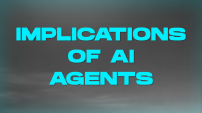 IMPLICATIONS
OF AI
AGENTS